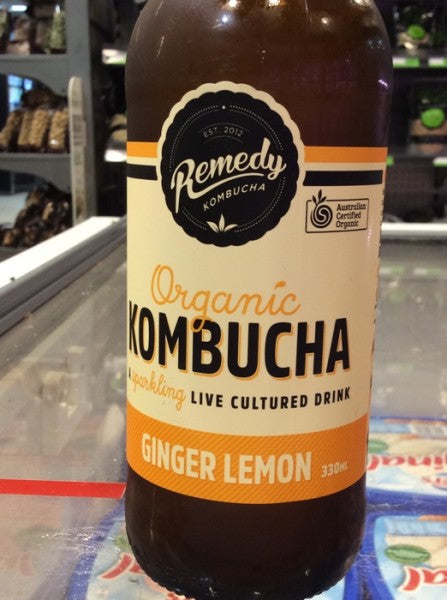 EST. 2012
Remedy
KOMBUCHA
Australian
Certified
Organic
Organic
KOMBUCHA
A sparkling LIVE CULTURED DRINK
GINGER LEMON 330ML